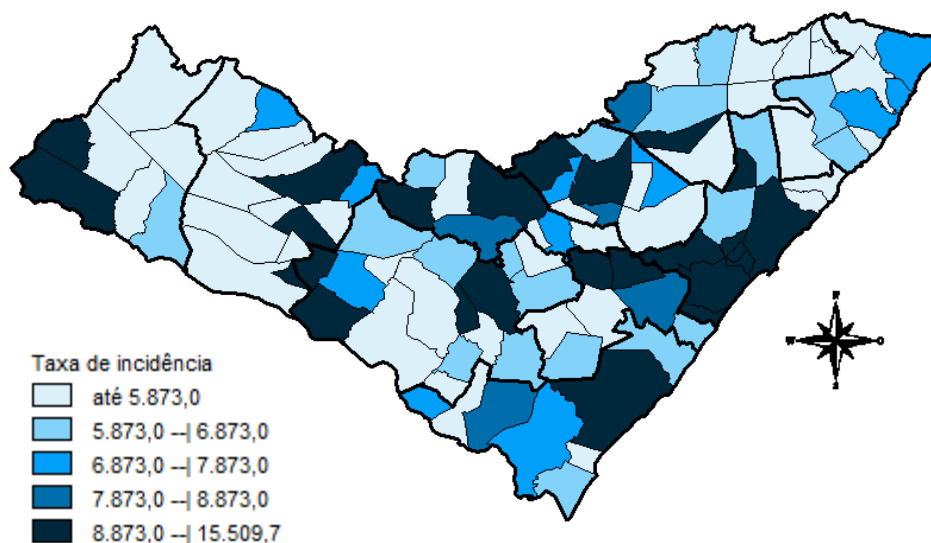 Taxa de incidência
até 5.873,0
5.873,0 --| 6.873,0
6.873,0 --| 7.873,0
7.873,0 --| 8.873,0
8.873,0 --| 15.509,7